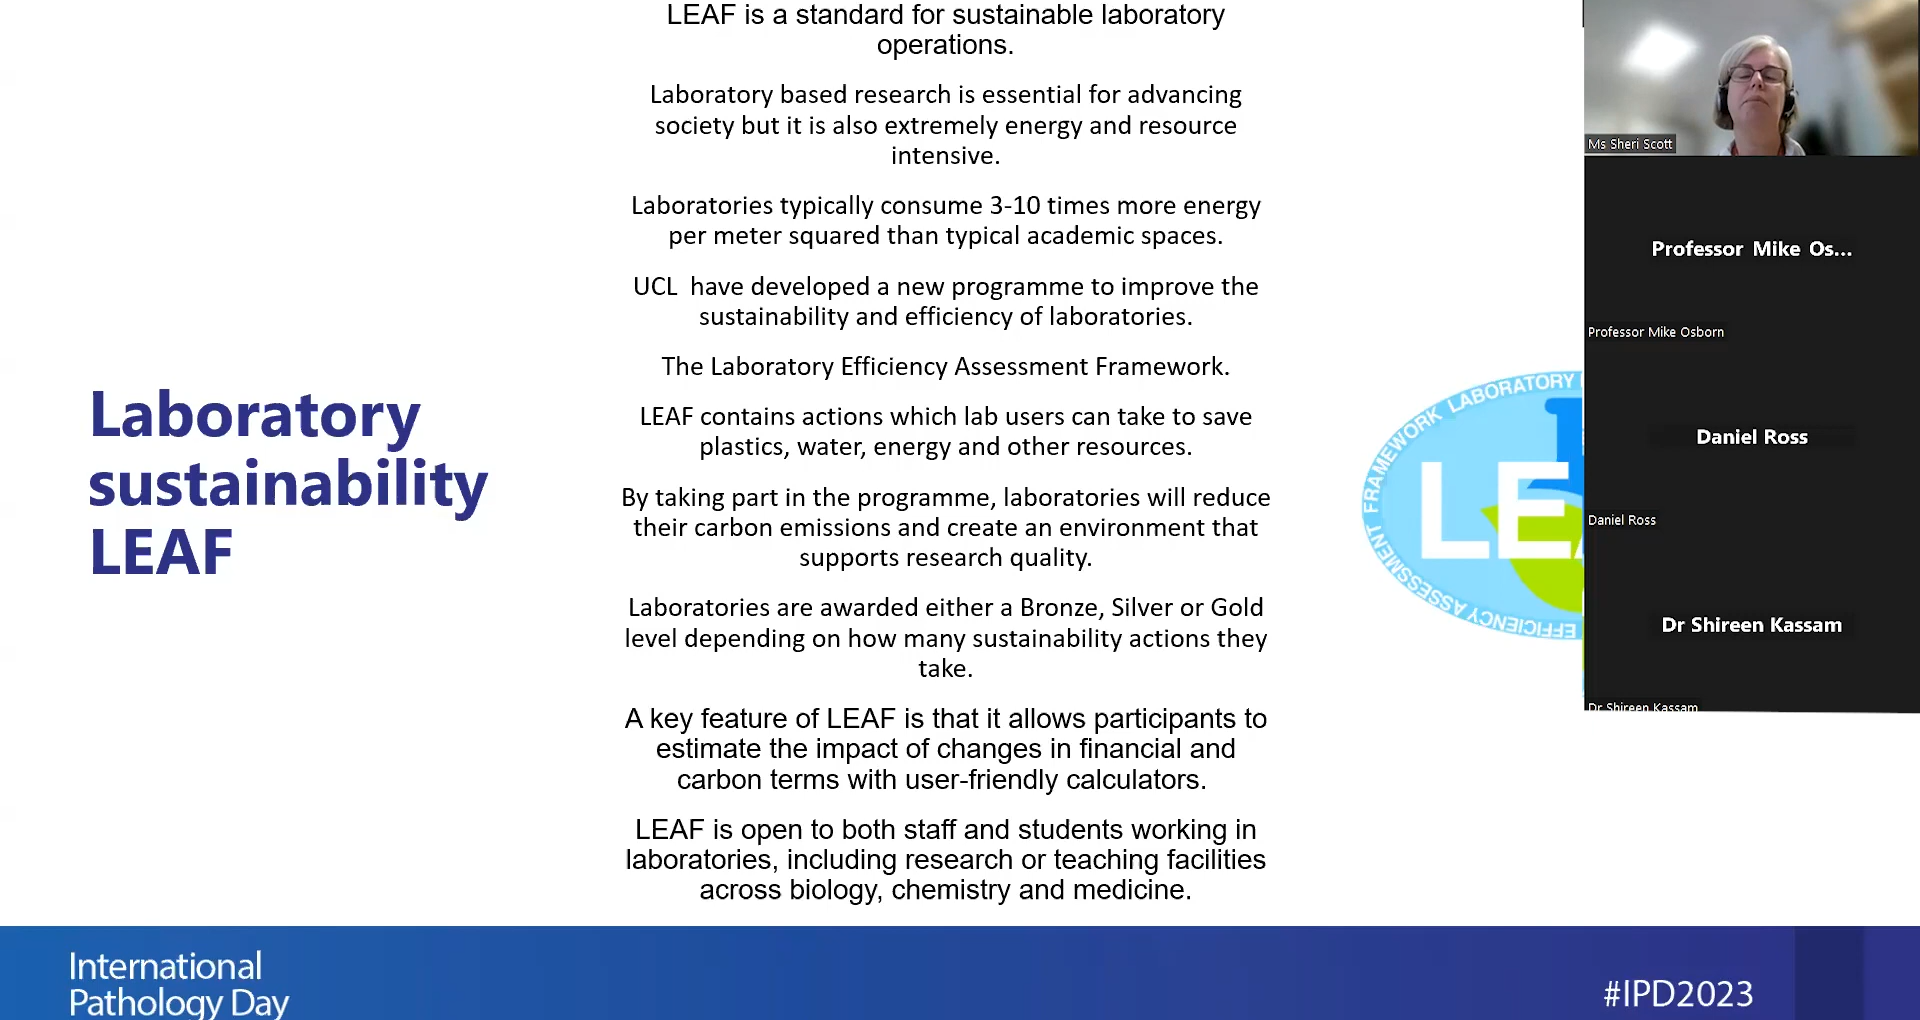 Laboratory
sustainability
LEAF
LEAF is a standard for sustainable laboratory
operations.
Laboratory based research is essential for advancing
society but it is also extremely energy and resource
intensive.
Laboratories typically consume 3-10 times more energy
per meter squared than typical academic spaces.
UCL  have developed a new programme to improve the
sustainability and efficiency of laboratories.
The Laboratory Efficiency Assessment Framework.
LEAF contains actions which lab users can take to save
plastics, water, energy and other resources.
By taking part in the programme, laboratories will reduce
their carbon emissions and create an environment that
supports research quality.
Laboratories are awarded either a Bronze, Silver or Gold
level depending on how many sustainability actions they
take.
A key feature of LEAF is that it allows participants to
estimate the impact of changes in financial and
carbon terms with user-friendly calculators.
LEAF is open to both staff and students working in
laboratories, including research or teaching facilities
across biology, chemistry and medicine.
EFFICIENCY ASSESSMENT FRAMEWORK LABORATORY
LE
Ms Sheri Scott
Professor Mike Os...
Professor Mike Osborn
Daniel Ross
Daniel Ross
Dr Shireen Kassam
Dr Shireen Kassam
International
Pathology Day
#IPD2023